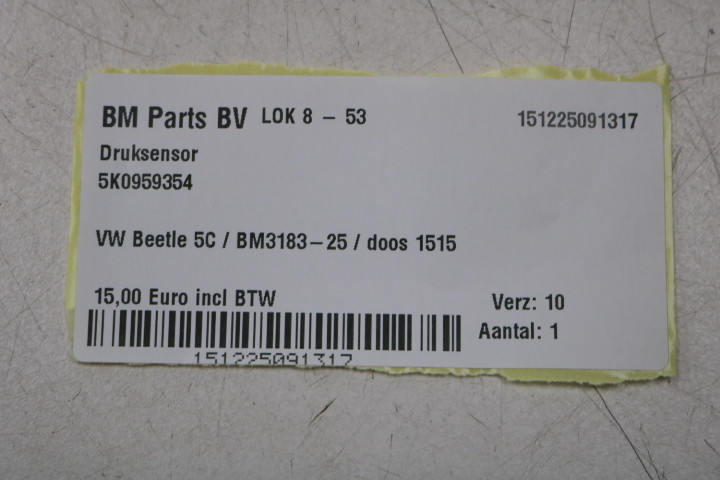 BM Parts BV LOK 8 - 53 151225091317
Druksensor
5K0959354
VW Beetle 5C / BM3183-25 / doos 1515
15,00 Euro incl BTW Verz: 10
Aantal: 1
151225091317